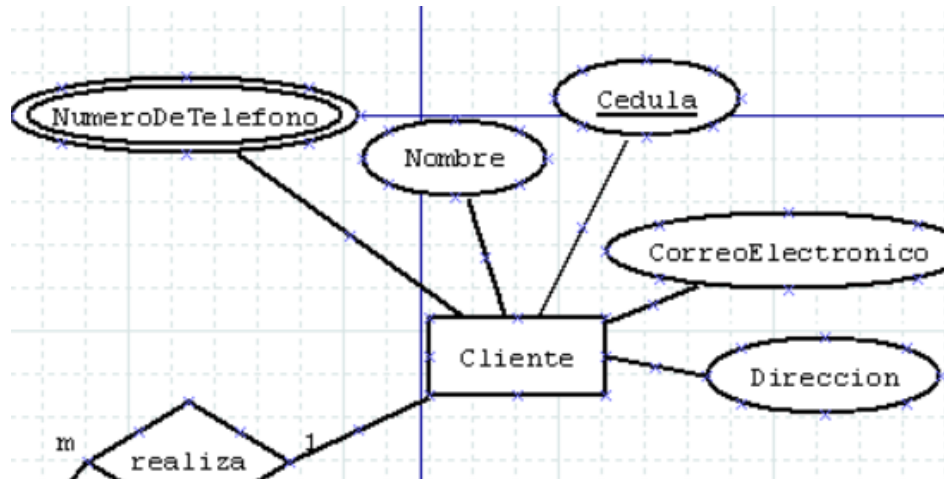 NumeroDeTelefono
Nombre
Cedula
CorreoElectronico
Cliente
Direccion
m
1
realiza